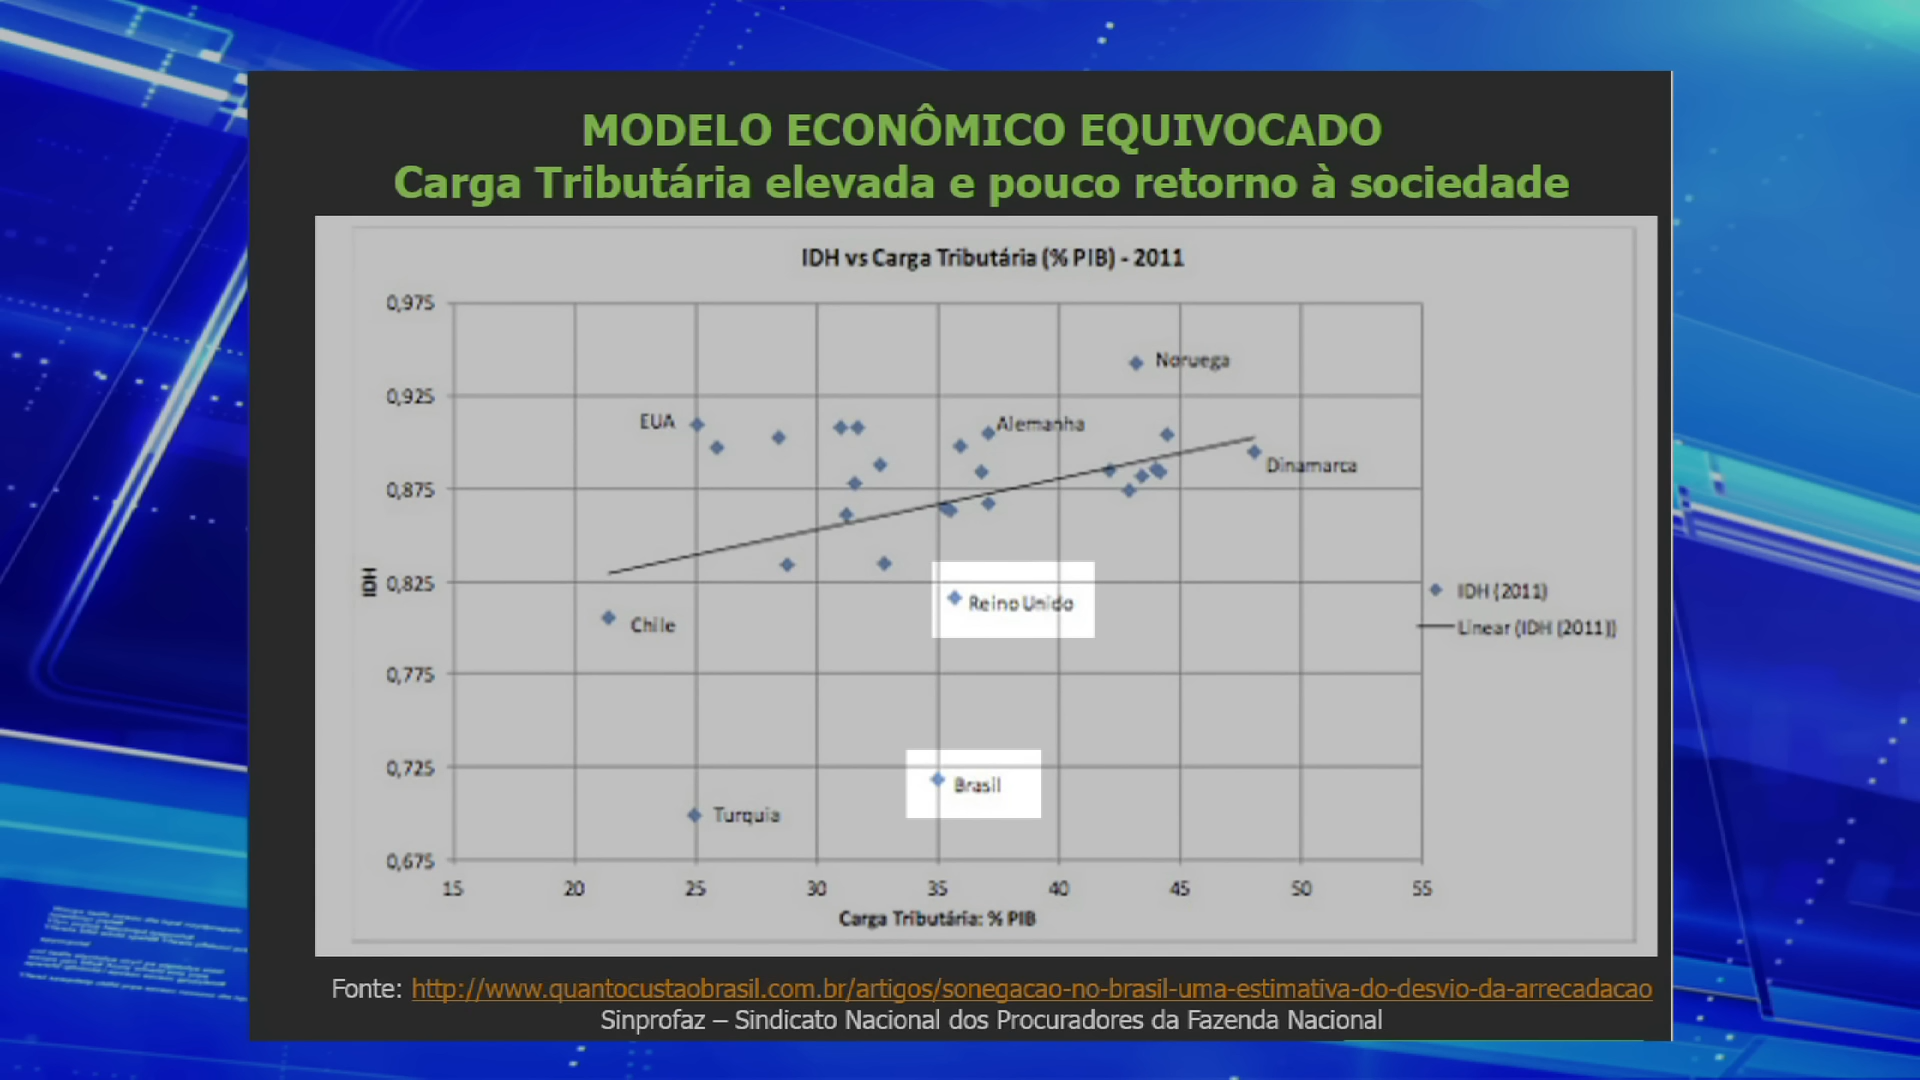 MODELO ECONÔMICO EQUIVOCADO
Carga Tributária elevada e pouco retorno à sociedade
IDH vs Carga Tributária (% PIB) - 2011
0,975
Noruega
0,925
EUA
Alemanha
Dinamarca
0,875
IDH
0,825
IDH (2011)
Reino Unido
Chile
Linear (IDH (2011))
0,775
0,725
Brasil
Turquia
0,675
15 20 25 30 35 40 45 50 55
Carga Tributária: % PIB
Fonte: http://www.quantocustaobrasil.com.br/artigos/sonegacao-no-brasil-uma-estimativa-do-desvio-da-arrecadacao
Sinprofaz – Sindicato Nacional dos Procuradores da Fazenda Nacional